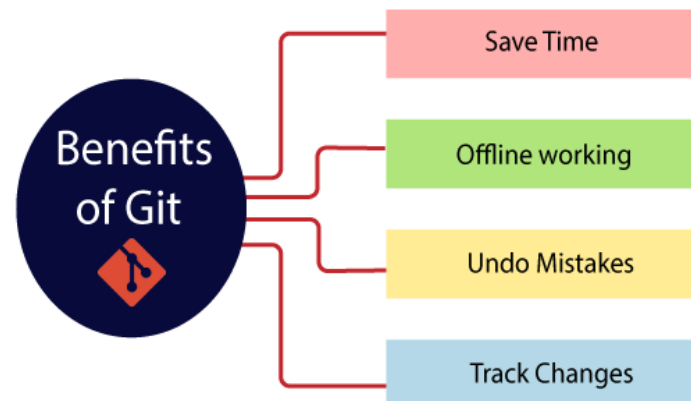 Benefits
of Git
Save Time
Offline working
Undo Mistakes
Track Changes